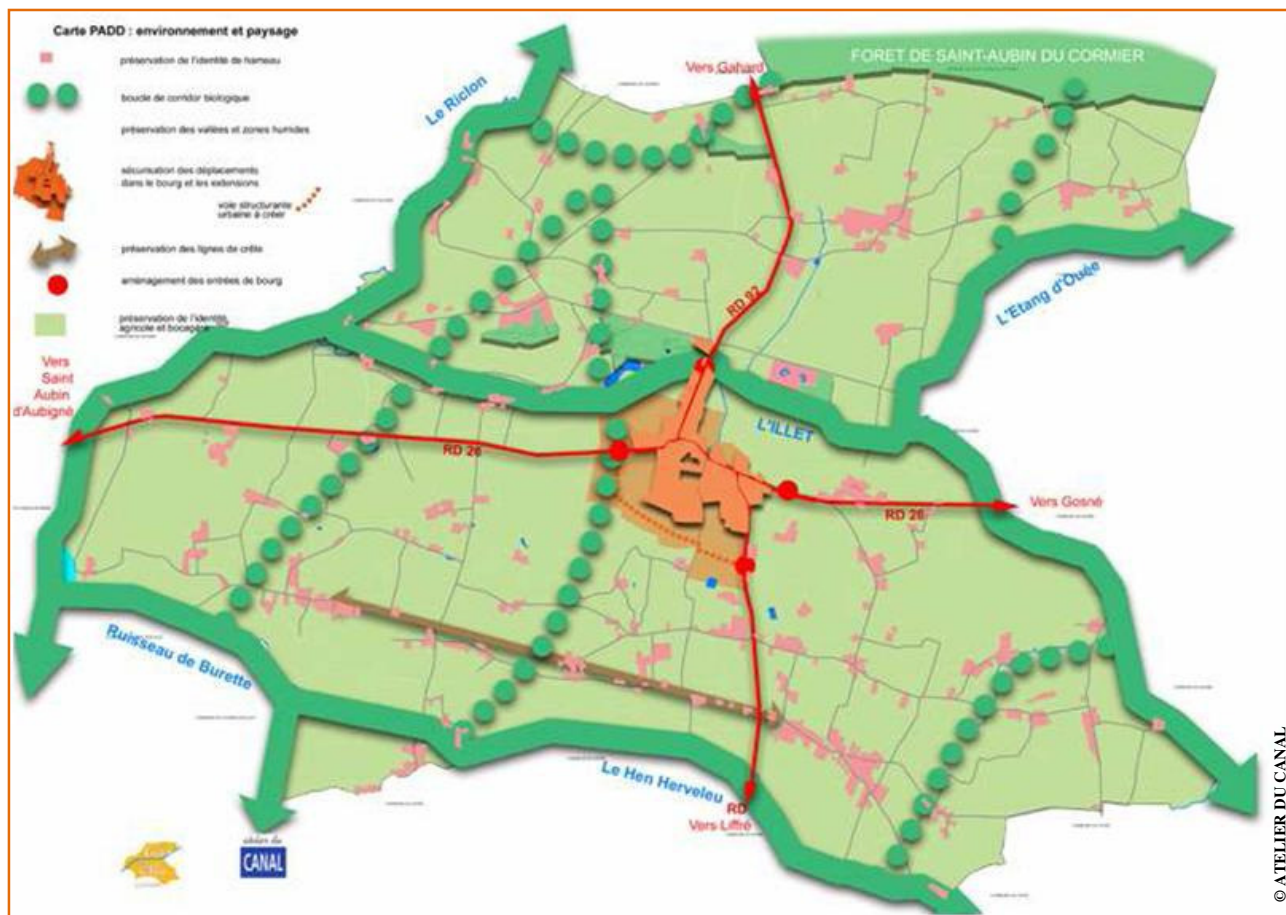 Carte PADD : environnement et paysage
préservation de l'identité de hameau
boucle de corridor biologique
préservation des vallées et zones humides
sécurisation des déplacements
dans le bourg et les extensions
voie structurante
urbaine à créer
préservation des lignes de crête
aménagement des entrées de bourg
préservation de l'identité
agricole et bocagère
FORET DE SAINT-AUBIN DU CORMIER
Vers Gahard
Le Riclon
L'Etang d'Ouée
RD 92
Vers
Saint
Aubin
d'Aubigné
RD 26
L'ILLET
RD 26
Vers Gosné
Ruisseau de Burette
Le Hen Herveleu
RD
Vers Liffré
atelier du
CANAL
© ATELIER DU CANAL